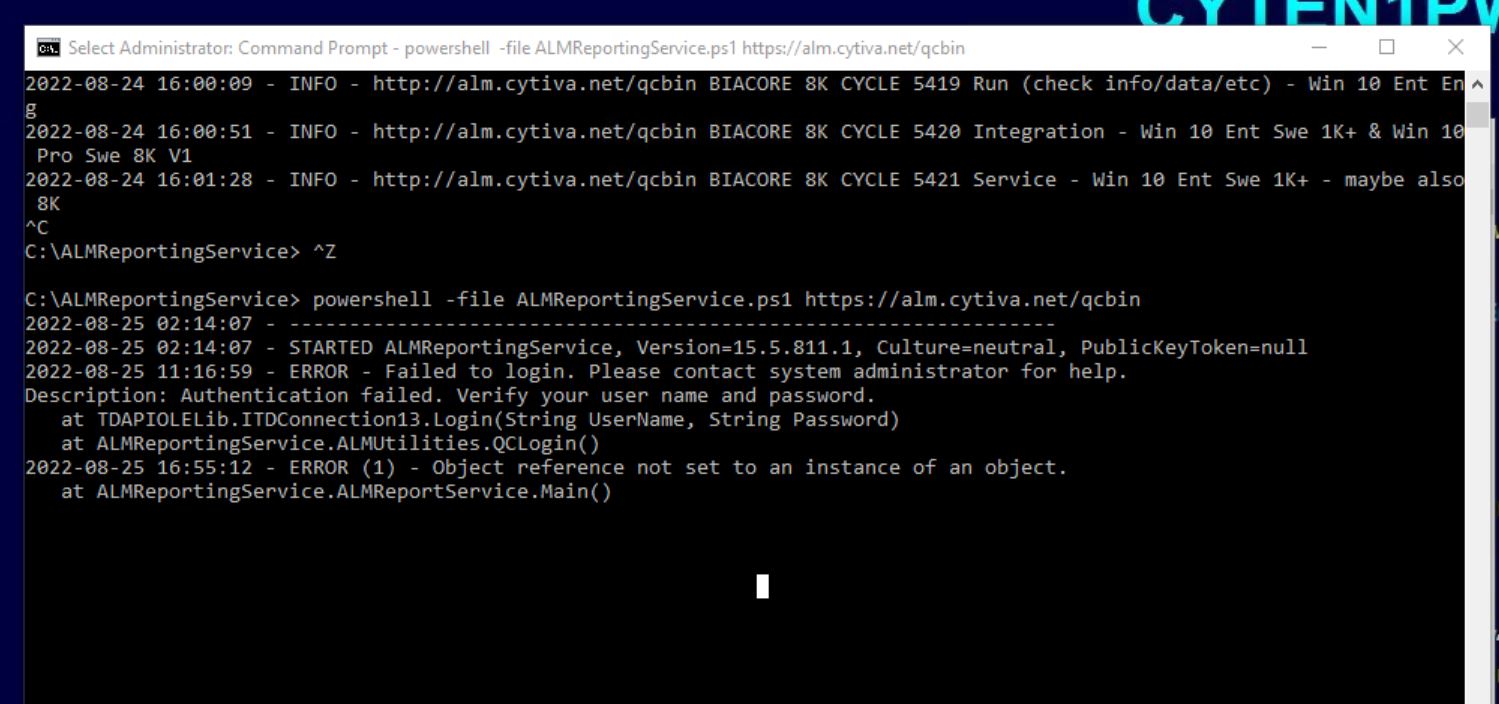 Select Administrator: Command Prompt - powershell -file ALMReportingService.ps1 https://alm.cytiva.net/qcbin
2022-08-24 16:00:09 - INFO - http://alm.cytiva.net/qcbin BIACORE 8K CYCLE 5419 Run (check info/data/etc) - Win 10 Ent En
g
2022-08-24 16:00:51 - INFO - http://alm.cytiva.net/qcbin BIACORE 8K CYCLE 5420 Integration - Win 10 Ent Swe 1K+ & Win 10
 Pro Swe 8K V1
2022-08-24 16:01:28 - INFO - http://alm.cytiva.net/qcbin BIACORE 8K CYCLE 5421 Service - Win 10 Ent Swe 1K+ - maybe also
 8K
^C
C:\ALMReportingService> ^Z
C:\ALMReportingService> powershell -file ALMReportingService.ps1 https://alm.cytiva.net/qcbin
2022-08-25 02:14:07 - ----------------------------------------------------------------
2022-08-25 02:14:07 - STARTED ALMReportingService, Version=15.5.811.1, Culture=neutral, PublicKeyToken=null
2022-08-25 11:16:59 - ERROR - Failed to login. Please contact system administrator for help.
Description: Authentication failed. Verify your user name and password.
   at TDAPIOLELib.ITDConnection13.Login(String UserName, String Password)
   at ALMReportingService.ALMUtilities.QCLogin()
2022-08-25 16:55:12 - ERROR (1) - Object reference not set to an instance of an object.
   at ALMReportingService.ALMReportService.Main()